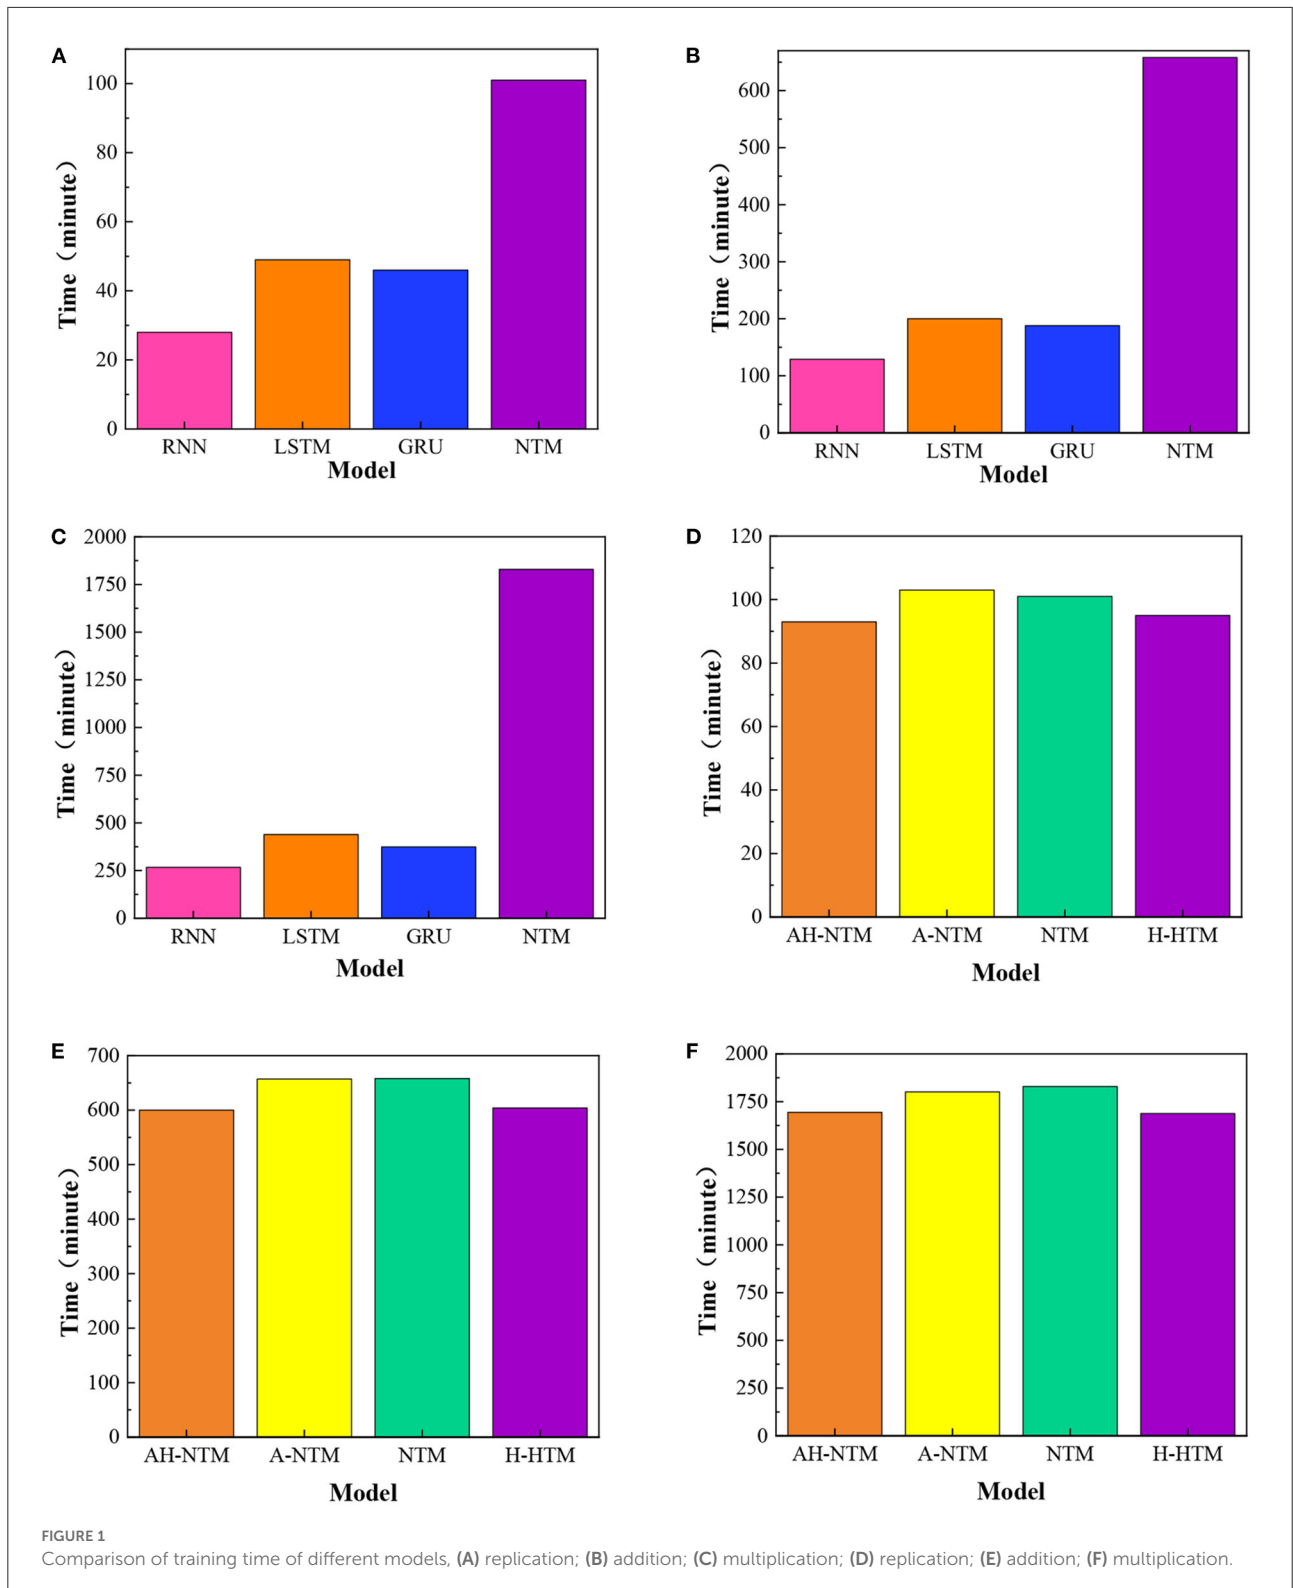 A
100
80
60
40
20
0
Time（minute）
RNN LSTM GRU NTM
Model
B
600
500
400
300
200
100
0
Time（minute）
RNN LSTM GRU NTM
Model
C
2000
1750
1500
1250
1000
750
500
250
0
Time（minute）
RNN LSTM GRU NTM
Model
D
120
100
80
60
40
20
0
Time（minute）
AH-NTM A-NTM NTM H-HTM
Model
E
700
600
500
400
300
200
100
0
Time（minute）
AH-NTM A-NTM NTM H-HTM
Model
F
2000
1750
1500
1250
1000
750
500
250
0
Time（minute）
AH-NTM A-NTM NTM H-HTM
Model
FIGURE 1
Comparison of training time of different models, (A) replication; (B) addition; (C) multiplication; (D) replication; (E) addition; (F) multiplication.